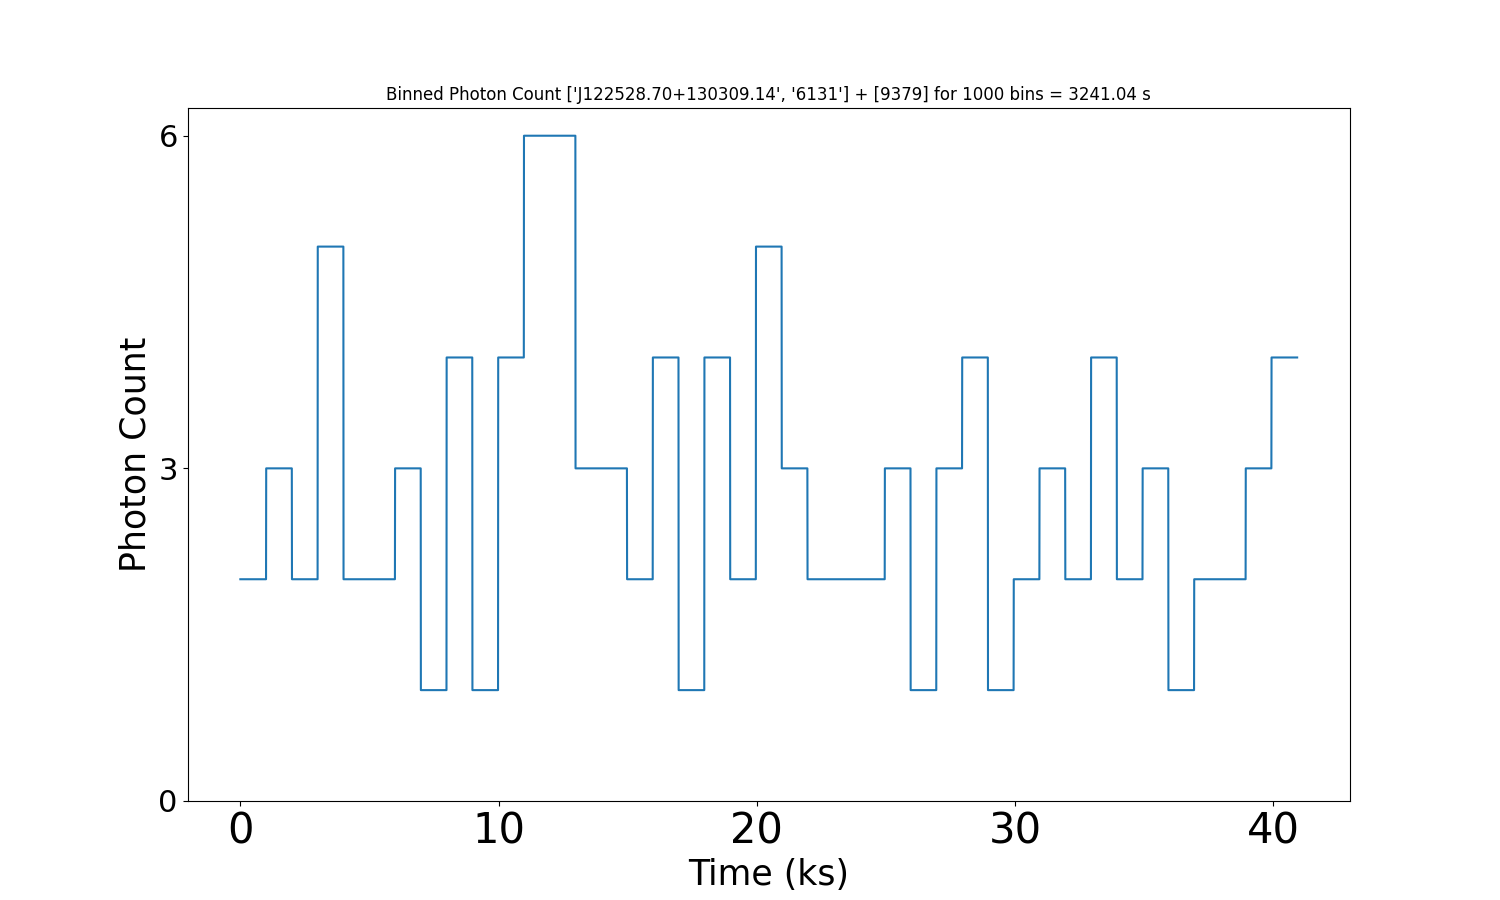 Binned Photon Count ['J122528.70+130309.14', '6131'] + [9379] for 1000 bins = 3241.04 s
6
3
0
Photon Count
0 10 20 30 40
Time (ks)